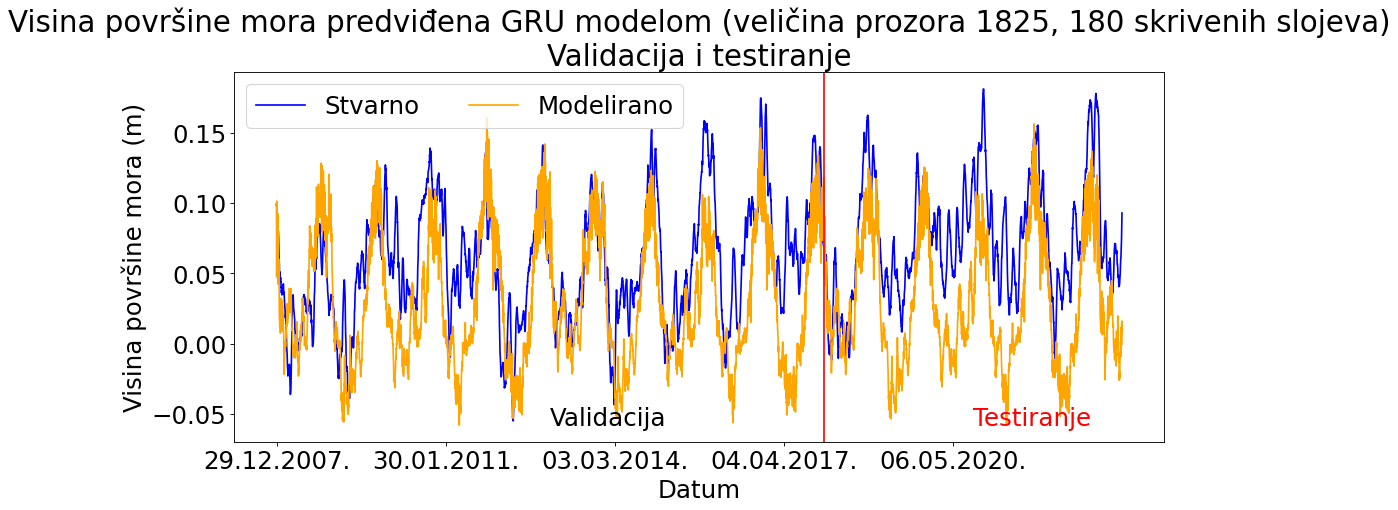 Visina površine mora predviđena GRU modelom (veličina prozora 1825, 180 skrivenih slojeva)
Validacija i testiranje
Stvarno
Modelirano
Visina površine mora (m)
0.15
0.10
0.05
0.00
−0.05
Validacija
Testiranje
29.12.2007.
30.01.2011.
03.03.2014.
04.04.2017.
06.05.2020.
Datum